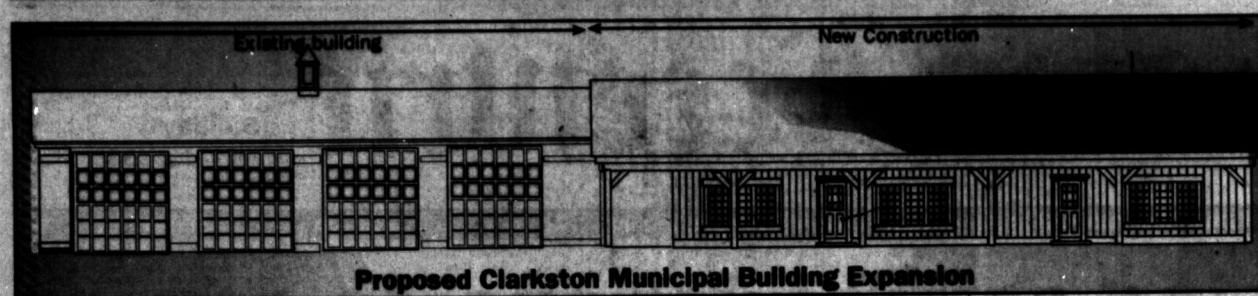 Existing building
New Construction
Proposed Clarkston Municipal Building Expansion